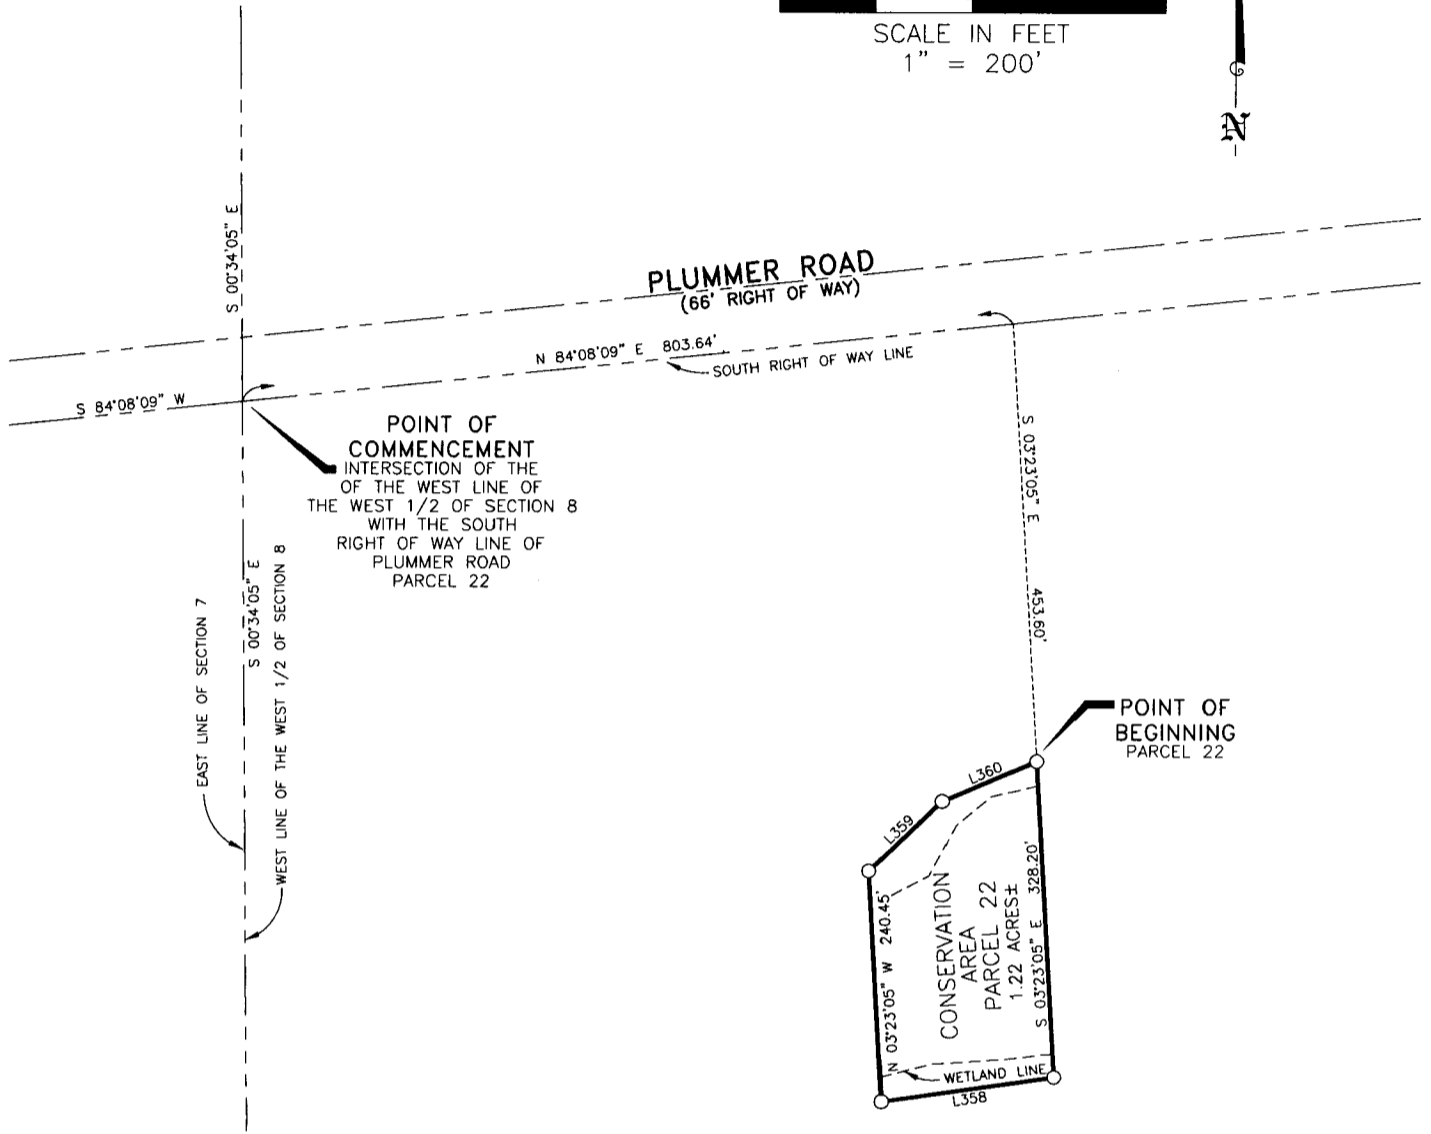 SCALE IN FEET
1" = 200'
N
S 00°34'05" E
PLUMMER ROAD
(66' RIGHT OF WAY)
N 84°08'09" E 803.64'
SOUTH RIGHT OF WAY LINE
S 84°08'09" W
POINT OF
COMMENCEMENT
INTERSECTION OF THE
OF THE WEST LINE OF
THE WEST 1/2 OF SECTION 8
WITH THE SOUTH
RIGHT OF WAY LINE OF
PLUMMER ROAD
PARCEL 22
S 03°23'05" E 453.60'
S 00°34'05" E
EAST LINE OF SECTION 7
WEST LINE OF THE WEST 1/2 OF SECTION 8
POINT OF
BEGINNING
PARCEL 22
L360
L359
N 03°23'05" W 240.45'
CONSERVATION
AREA
PARCEL 22
1.22 ACRES±
S 03°23'05" E 328.20'
WETLAND LINE
L358